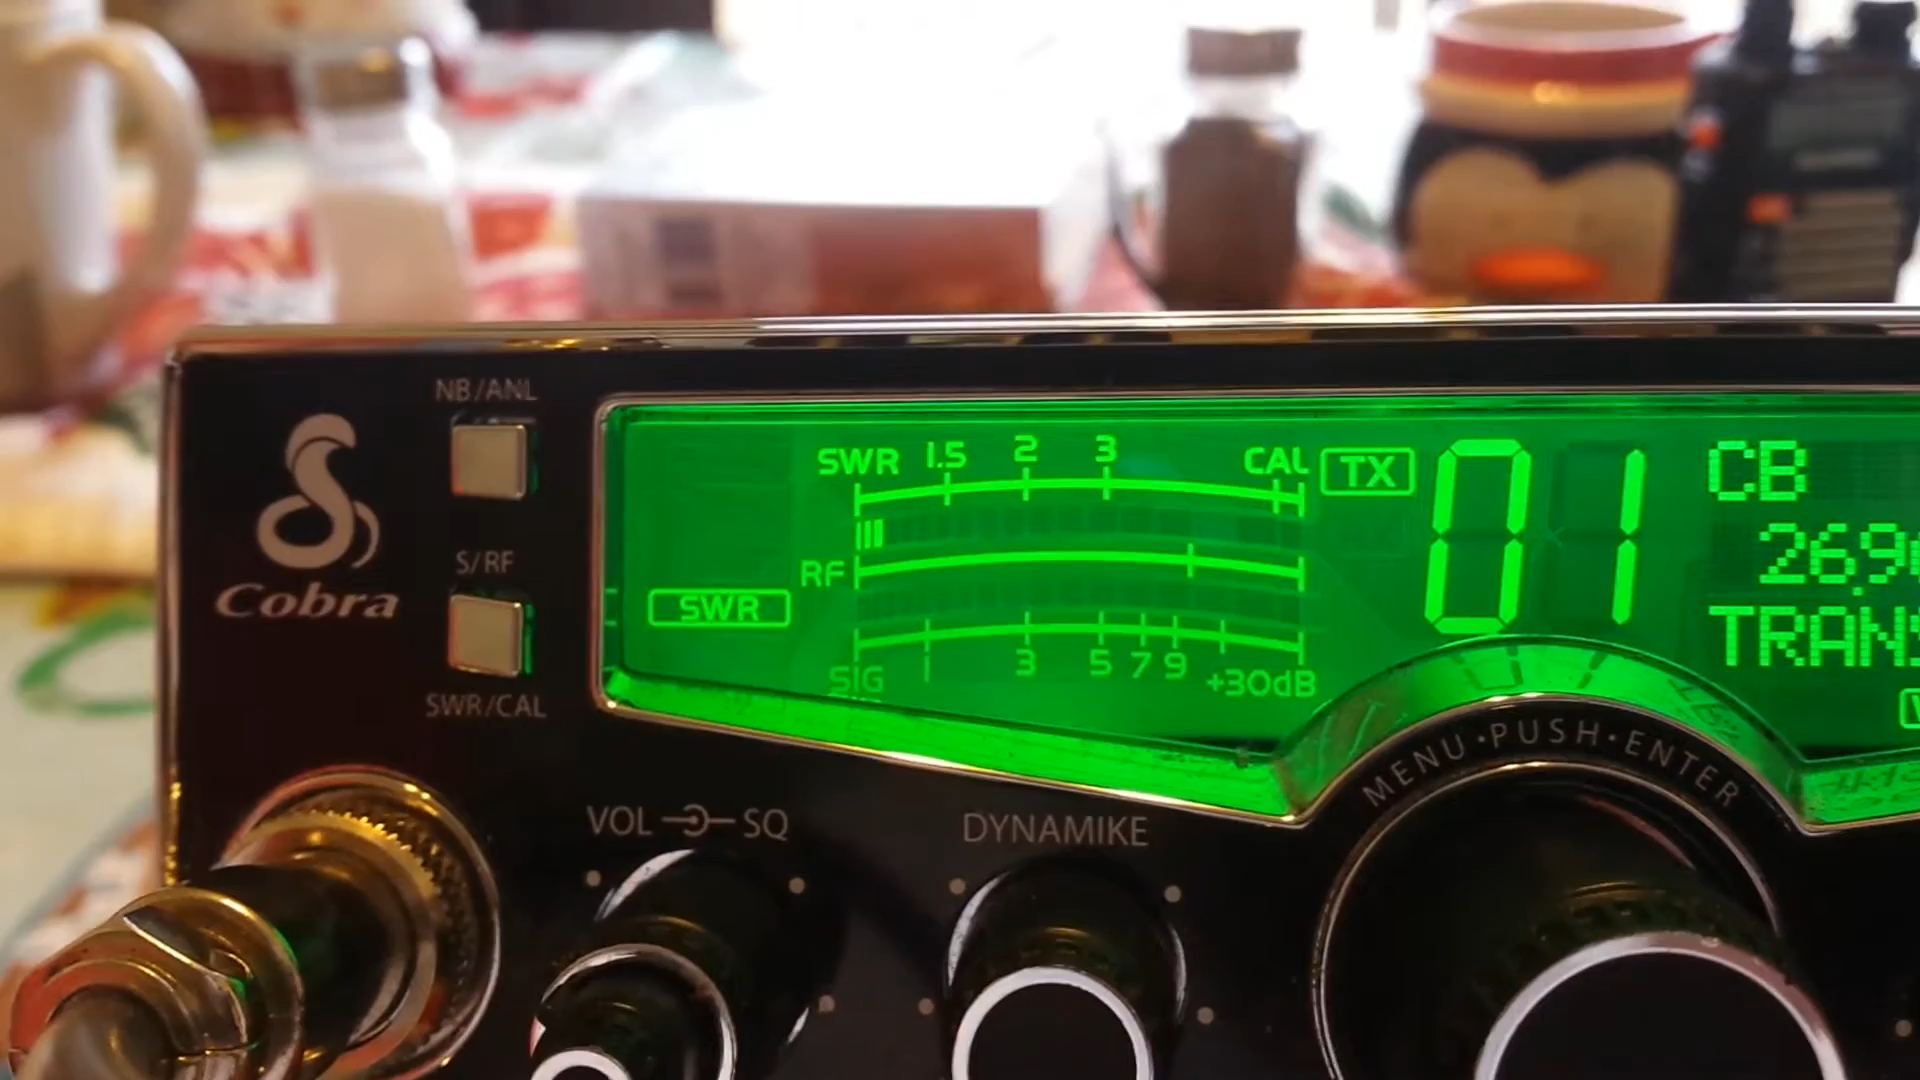 NB/ANL
Cobra
S/RF
SWR/CAL
SWR 1.5 2 3 CAL
TX
01
CB
RF
SWR
SIG 1 3 5 7 9 +30dB
MENU·PUSH·ENTER
VOL SQ
DYNAMIKE